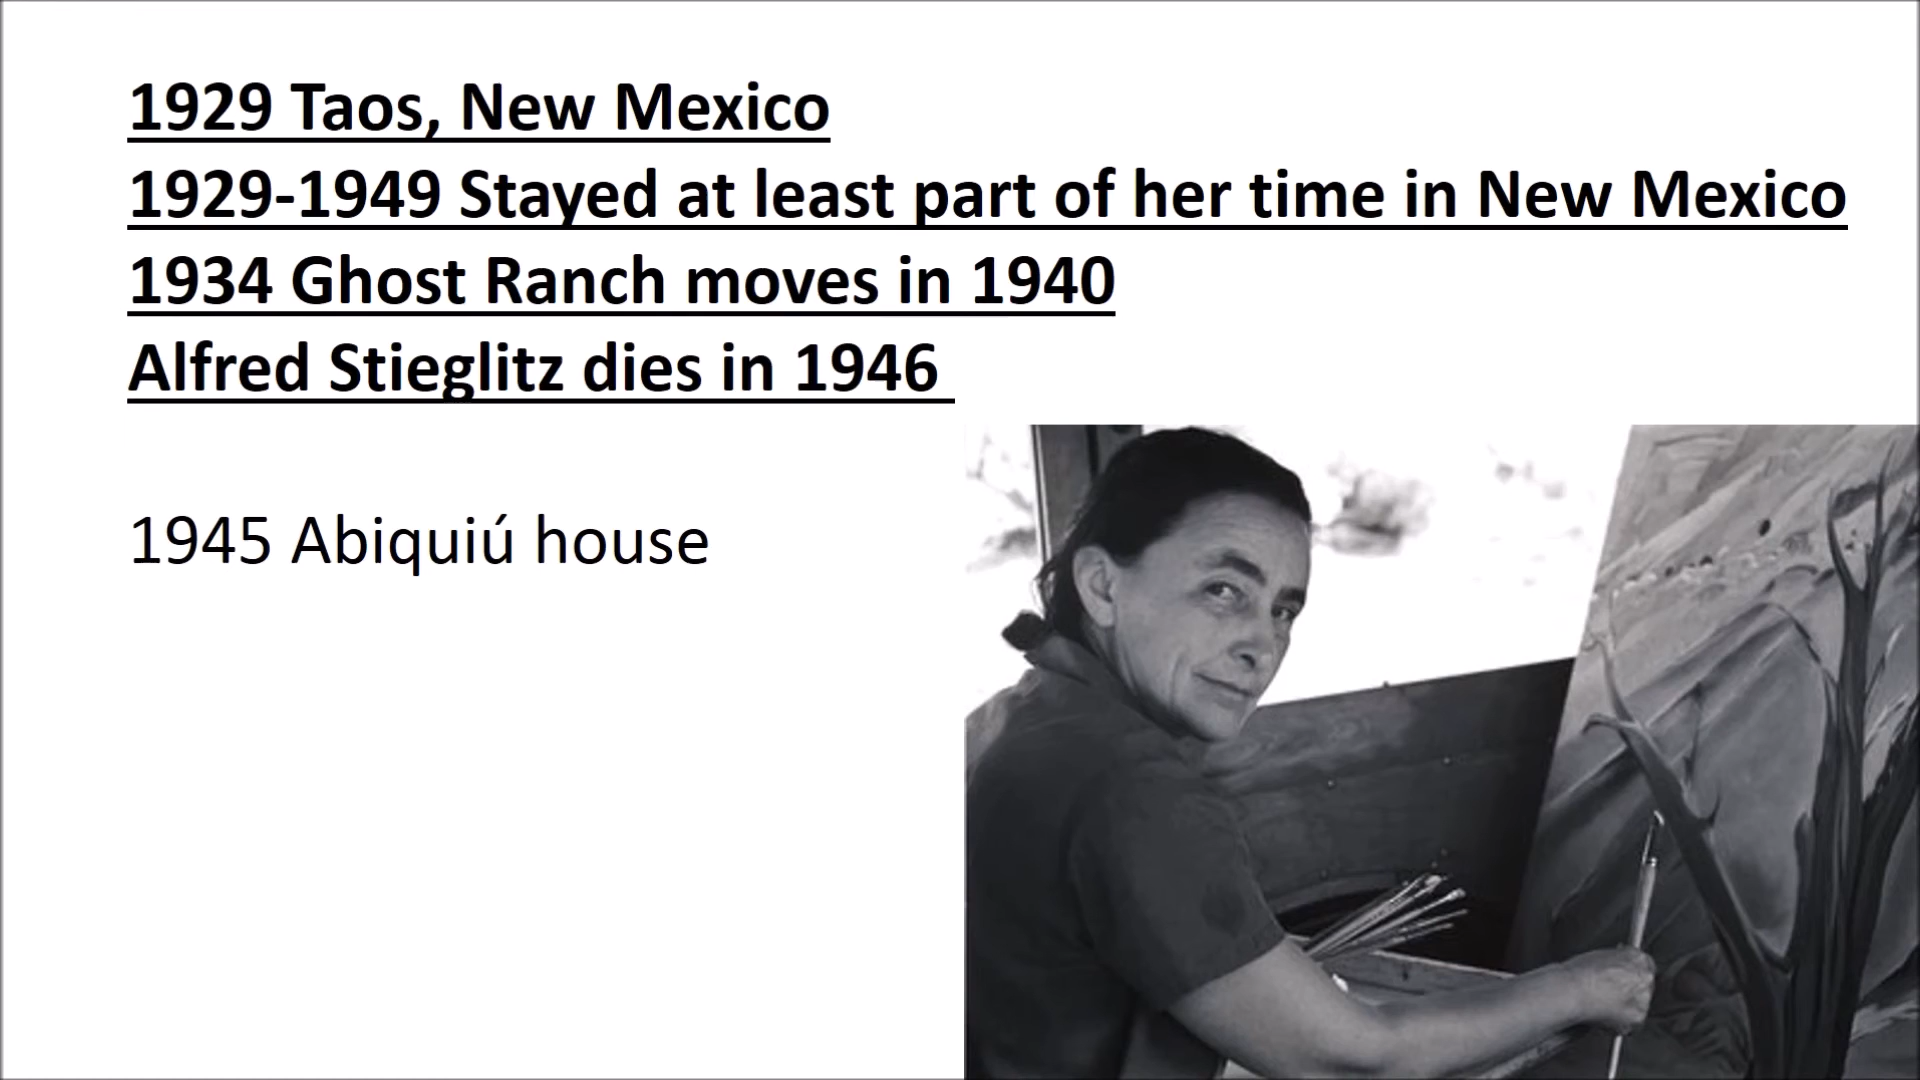 1929 Taos, New Mexico
1929-1949 Stayed at least part of her time in New Mexico
1934 Ghost Ranch moves in 1940
Alfred Stieglitz dies in 1946
1945 Abiquiú house